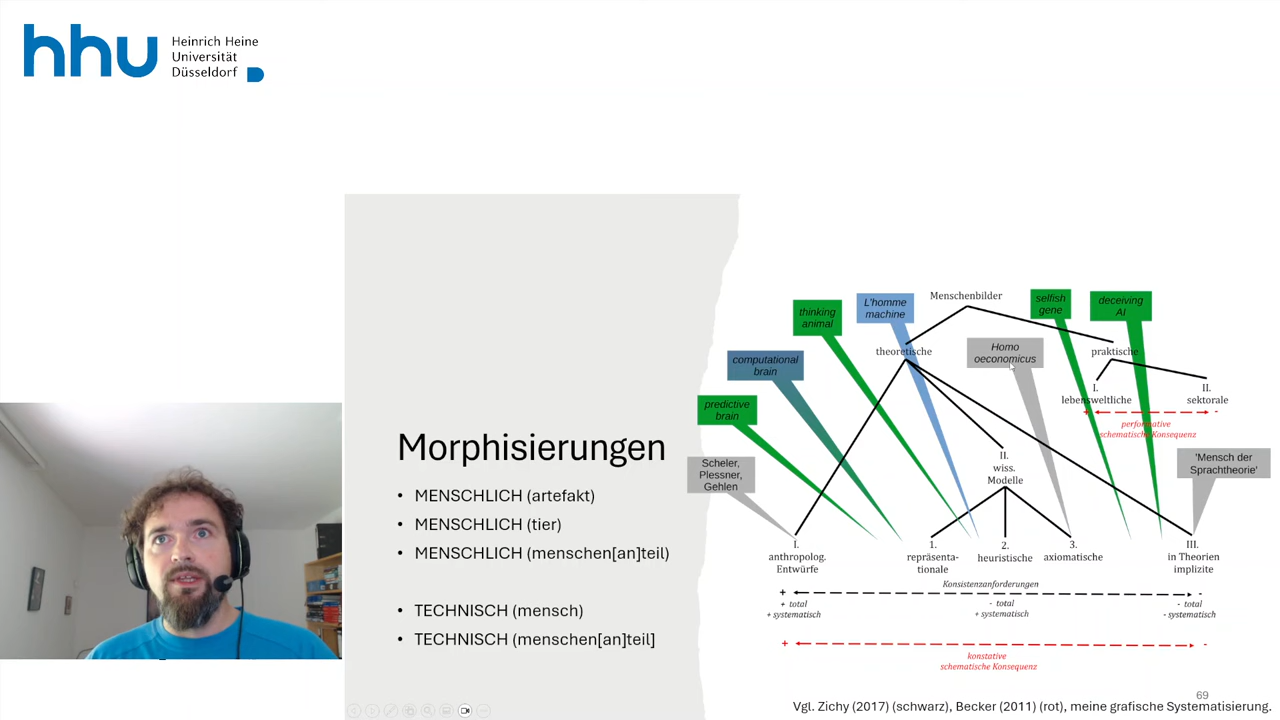 hhu
Heinrich Heine
Universität
Düsseldorf
Morphisierungen
• MENSCHLICH (artefakt)
• MENSCHLICH (tier)
• MENSCHLICH (menschen[an]teil)
• TECHNISCH (mensch)
• TECHNISCH (menschen[an]teil]
Menschenbilder
L'homme
machine
selfish
gene
deceiving
AI
thinking
animal
theoretische
Homo
oeconomicus
praktische
computational
brain
predictive
brain
I.
lebensweltliche
II.
sektorale
+ -
performative
schematische Konsequenz
Scheler,
Plessner,
Gehlen
II.
wiss.
Modelle
'Mensch der
Sprachtheorie'
I.
anthropolog.
Entwürfe
1.
repräsenta-
tionale
2.
heuristische
3.
axiomatische
III.
in Theorien
implizite
Konsistenzanforderungen
+ -
+ total
+ systematisch
- total
+ systematisch
- total
- systematisch
+ -
konstative
schematische Konsequenz
69
Vgl. Zichy (2017) (schwarz), Becker (2011) (rot), meine grafische Systematisierung.